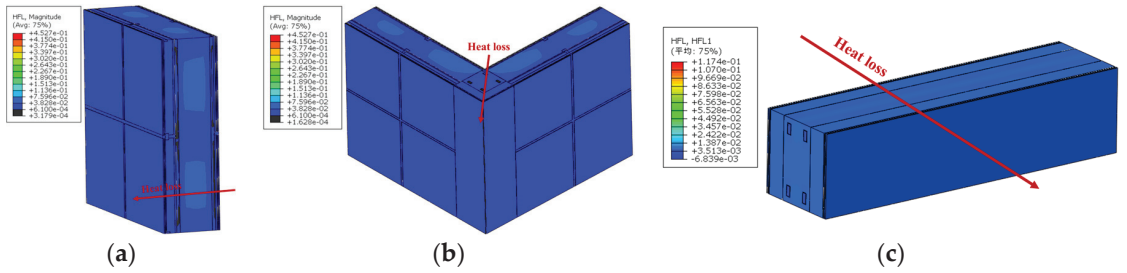 HFL, Magnitude
(Avg: 75%)
+4.527e-01
+4.150e-01
+3.774e-01
+3.397e-01
+3.020e-01
+2.643e-01
+2.267e-01
+1.890e-01
+1.513e-01
+1.136e-01
+7.596e-02
+3.828e-02
+6.100e-04
+3.179e-04
Heat loss
(a)
HFL, Magnitude
(Avg: 75%)
+4.527e-01
+4.150e-01
+3.774e-01
+3.397e-01
+3.020e-01
+2.643e-01
+2.267e-01
+1.890e-01
+1.513e-01
+1.136e-01
+7.596e-02
+3.828e-02
+6.100e-04
+1.628e-04
Heat loss
(b)
HFL, HFL1
(平均: 75%)
+1.174e-01
+1.070e-01
+9.669e-02
+8.633e-02
+7.598e-02
+6.563e-02
+5.528e-02
+4.492e-02
+3.457e-02
+2.422e-02
+1.387e-02
+3.513e-03
-6.839e-03
Heat loss
(c)